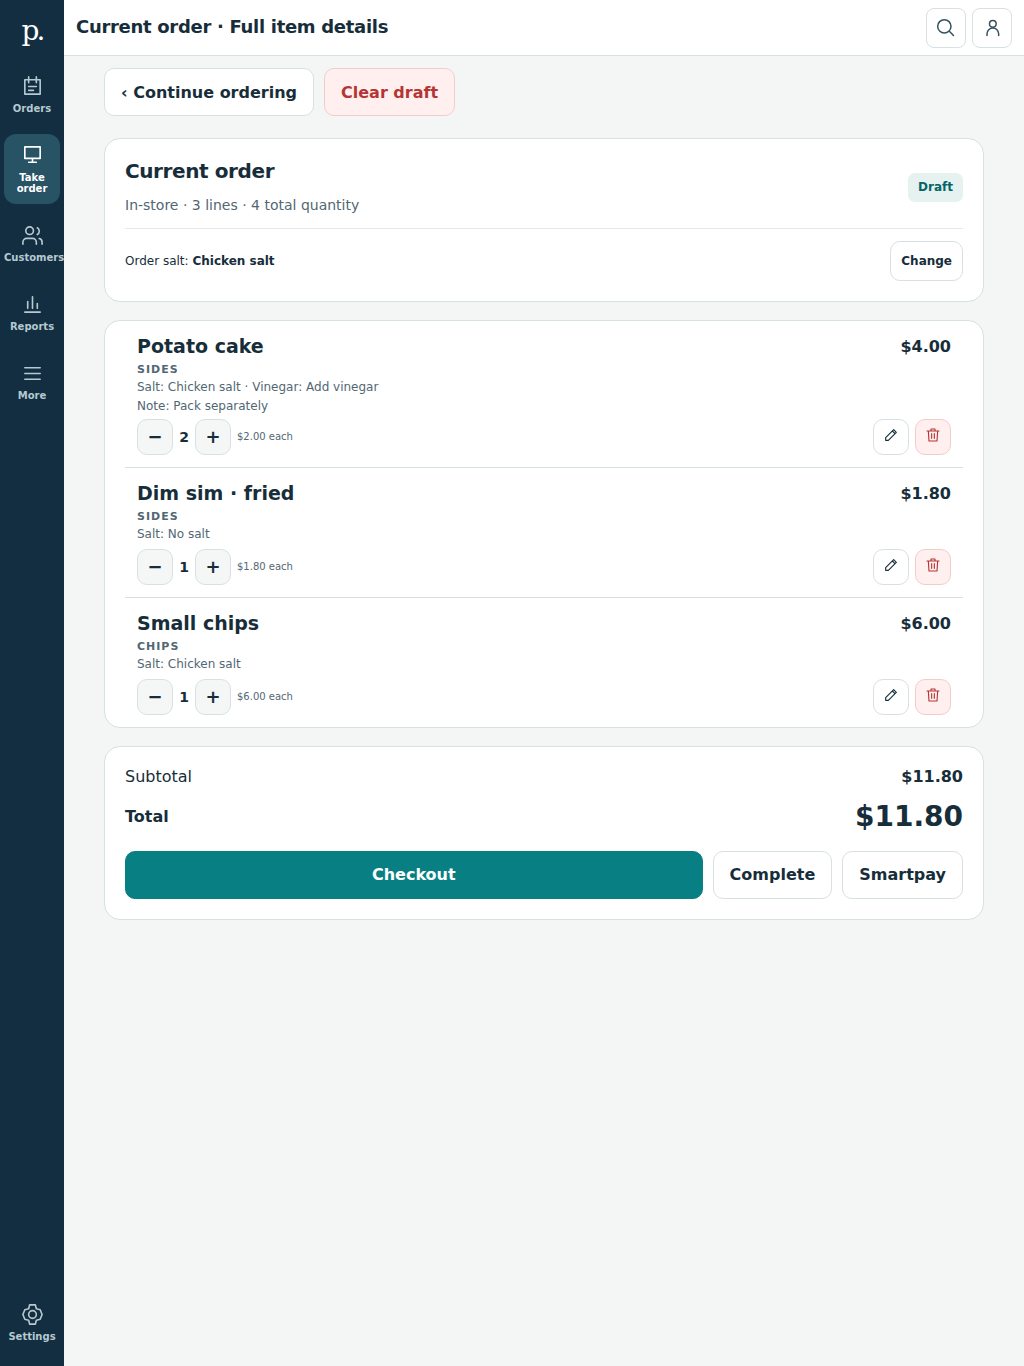 p.
Current order · Full item details
Orders
Take
order
Customers
Reports
More
Settings
‹ Continue ordering
Clear draft
Current order
In-store · 3 lines · 4 total quantity
Draft
Order salt: Chicken salt
Change
Potato cake
$4.00
SIDES
Salt: Chicken salt · Vinegar: Add vinegar
Note: Pack separately
− 2 + $2.00 each
Dim sim · fried
$1.80
SIDES
Salt: No salt
− 1 + $1.80 each
Small chips
$6.00
CHIPS
Salt: Chicken salt
− 1 + $6.00 each
Subtotal
$11.80
Total
$11.80
Checkout
Complete
Smartpay